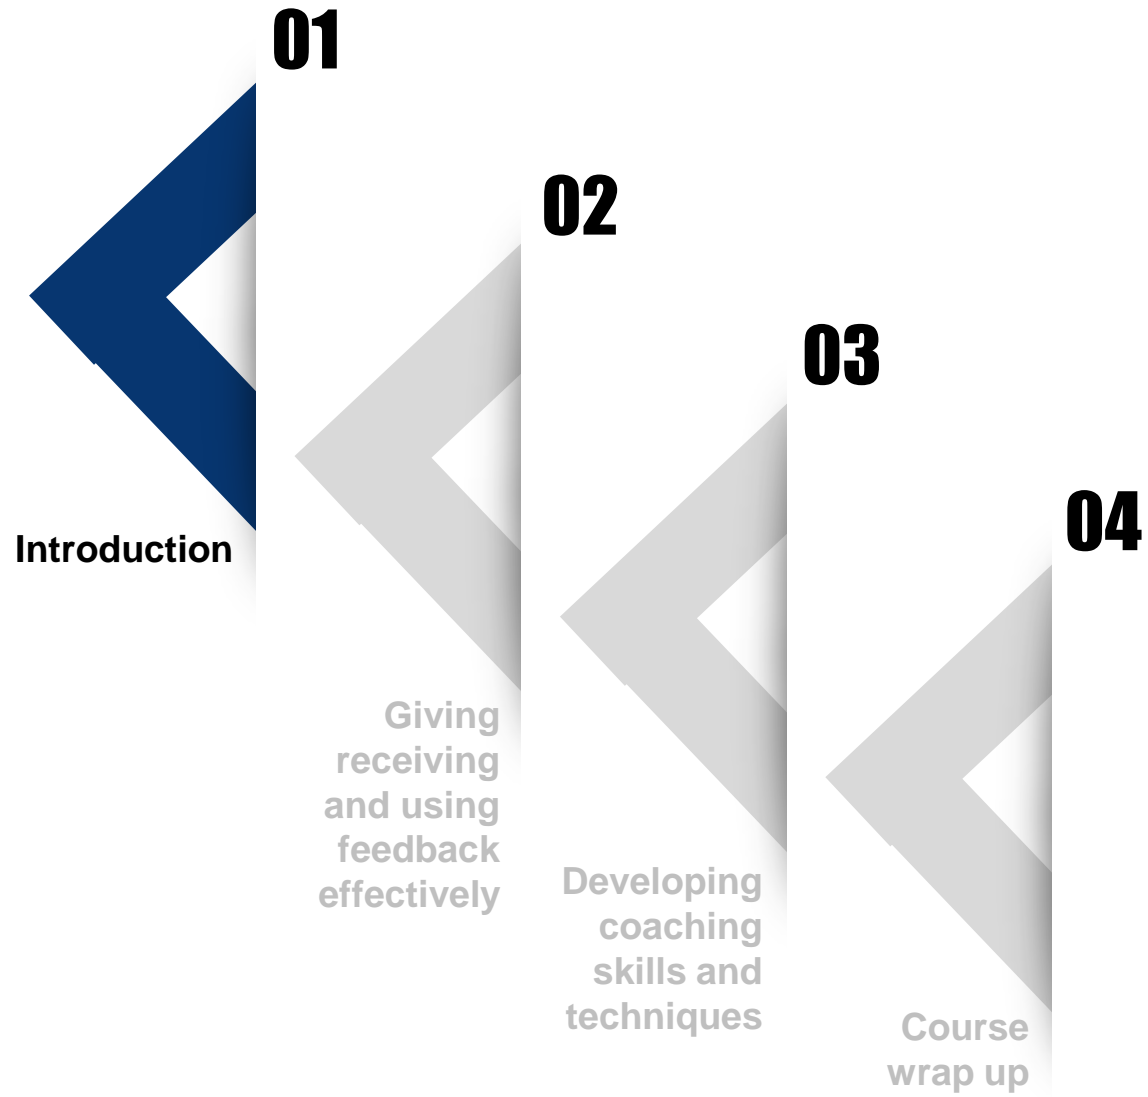 01
Introduction
02
Giving
receiving
and using
feedback
effectively
03
Developing
coaching
skills and
techniques
04
Course
wrap up